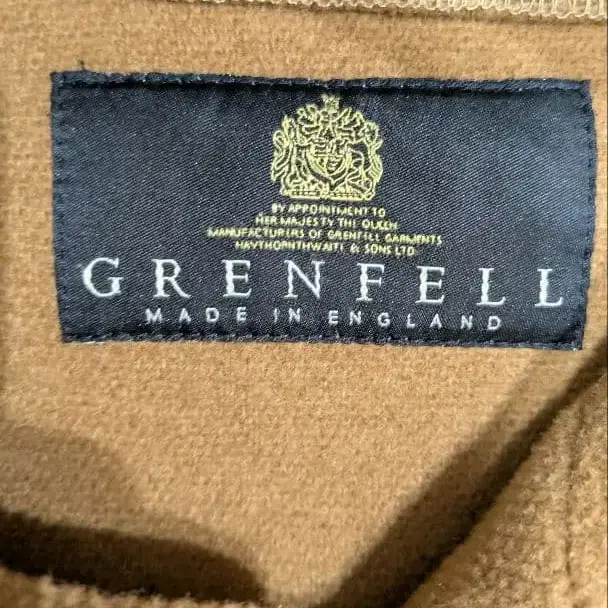 BY APPOINTMENT TO
HER MAJESTY THE QUEEN
MANUFACTURERS OF GRENFELL GARMENTS
HAYTHORNTHWAITE & SONS LTD
GRENFELL
MADE IN ENGLAND